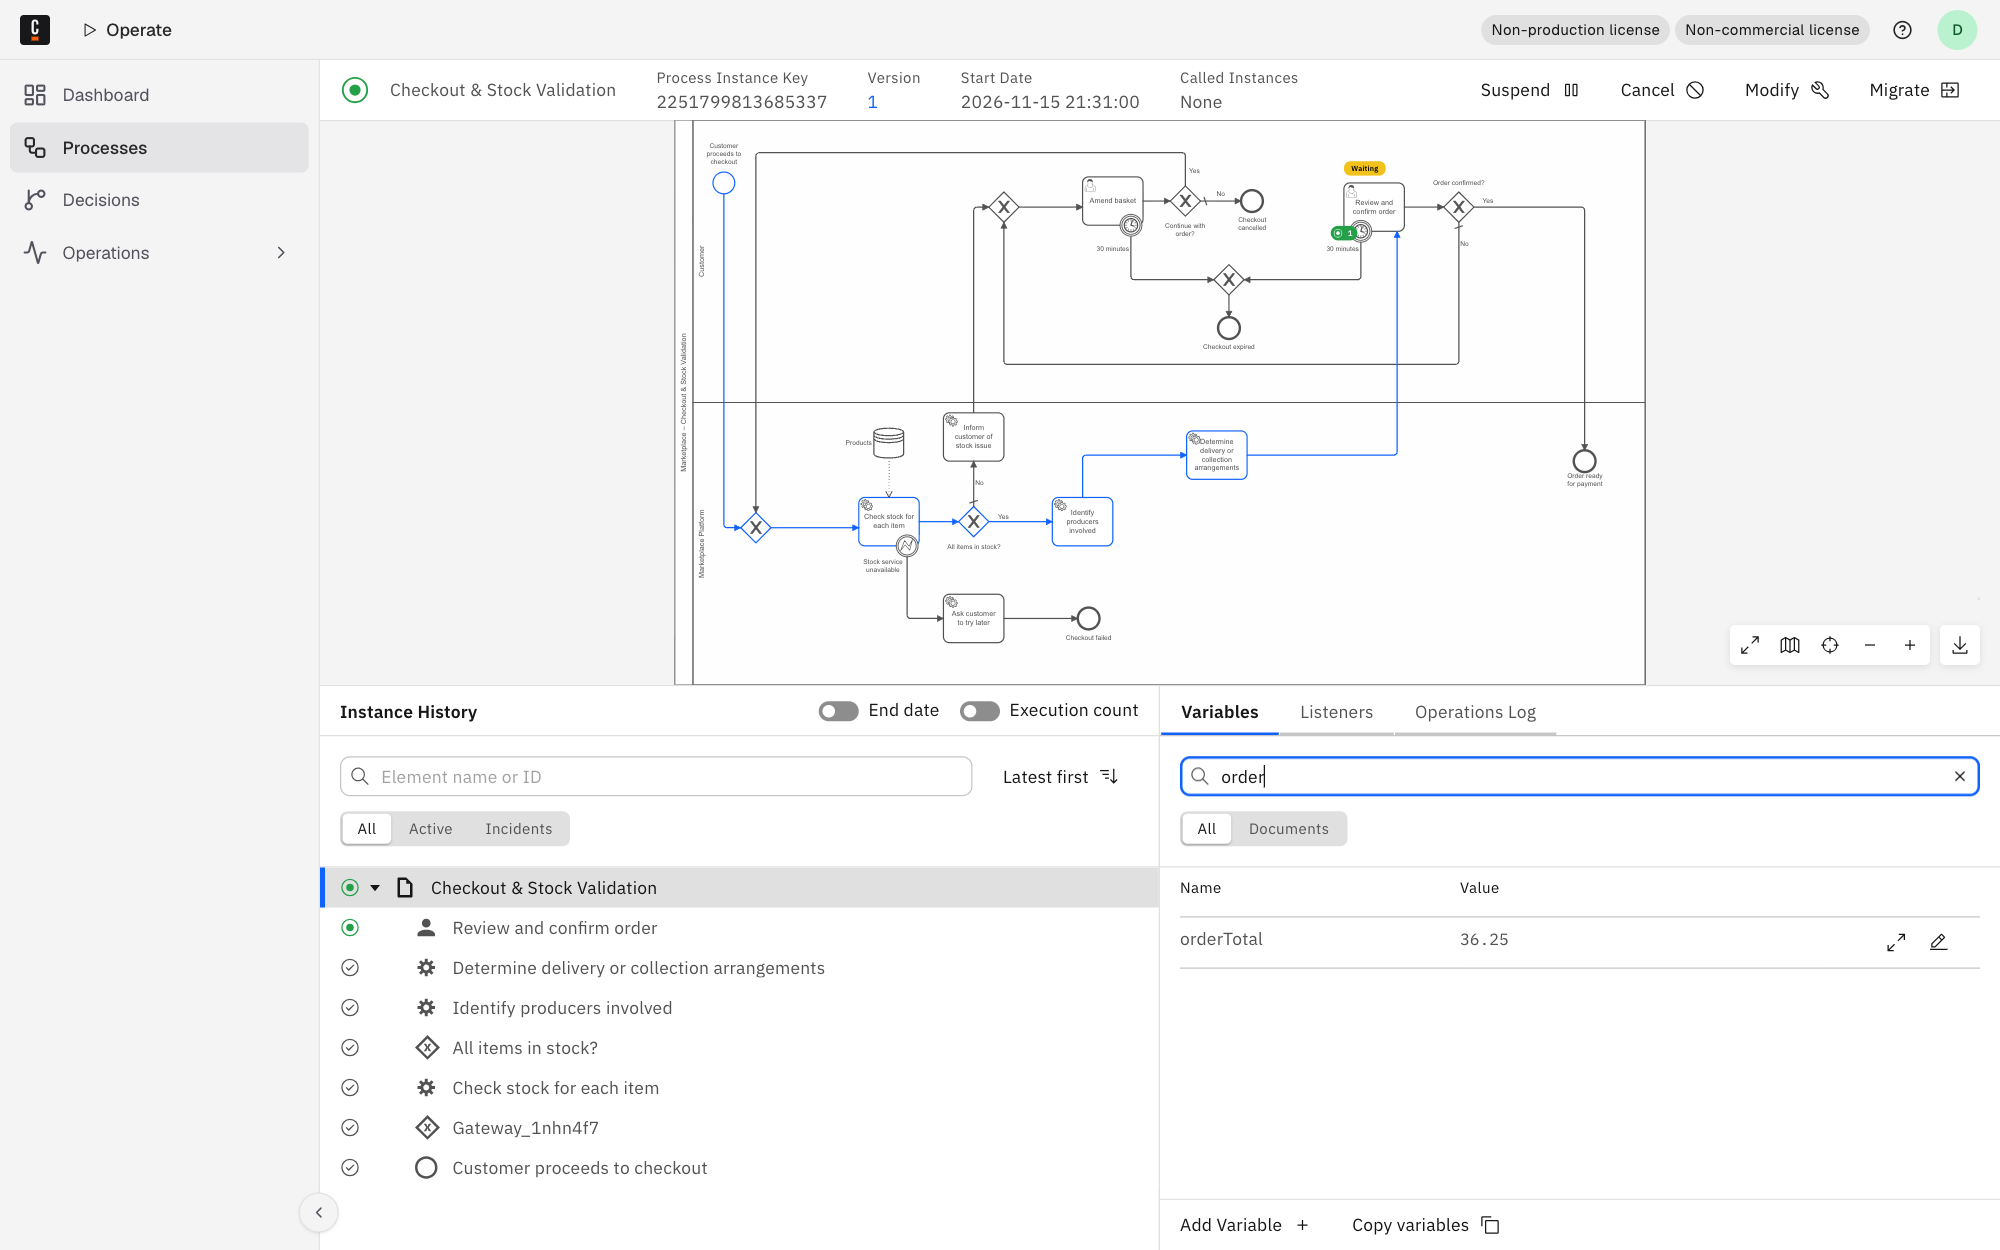 Operate
Non-production license
Non-commercial license
D
Dashboard
Processes
Decisions
Operations
Checkout & Stock Validation
Process Instance Key
2251799813685337
Version
1
Start Date
2026-11-15 21:31:00
Called Instances
None
Suspend
Cancel
Modify
Migrate
Marketplace – Checkout & Stock Validation
Customer
Marketplace Platform
Customer
proceeds to
checkout
Amend basket
30 minutes
Yes
No
Continue with
order?
Checkout
cancelled
Waiting
Review and
confirm order
1
30 minutes
Order confirmed?
Yes
No
Checkout expired
Products
Inform
customer of
stock issue
No
Check stock for
each item
Stock service
unavailable
Yes
All items in stock?
Identify
producers
involved
Determine
delivery or
collection
arrangements
Order ready
for payment
Ask customer
to try later
Checkout failed
Instance History
End date
Execution count
Element name or ID
Latest first
All
Active
Incidents
Checkout & Stock Validation
Review and confirm order
Determine delivery or collection arrangements
Identify producers involved
All items in stock?
Check stock for each item
Gateway_1nhn4f7
Customer proceeds to checkout
Variables
Listeners
Operations Log
order
All
Documents
Name
Value
orderTotal
36.25
Add Variable
Copy variables